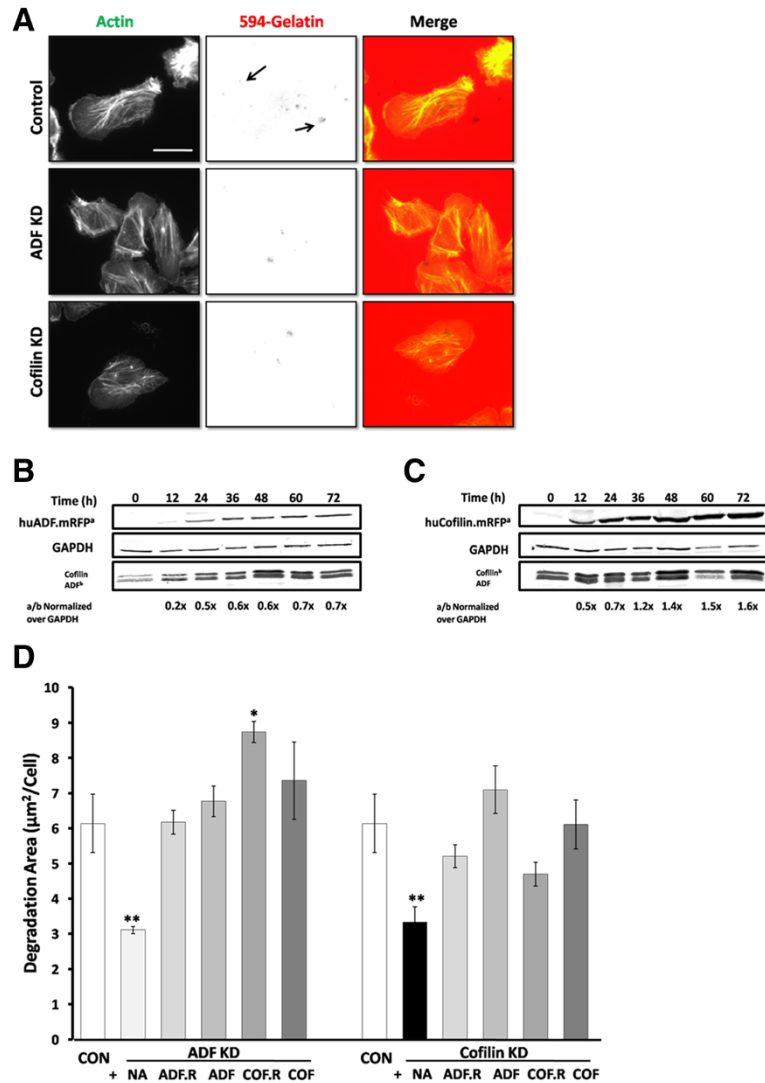 A
Actin 594-Gelatin Merge
Control
ADF KD
Cofilin KD
B
Time (h) 0 12 24 36 48 60 72
huADF.mRFPᵃ
GAPDH
Cofilin
ADFᵇ
a/b Normalized 0.2x 0.5x 0.6x 0.6x 0.7x 0.7x
over GAPDH
C
Time (h) 0 12 24 36 48 60 72
huCofilin.mRFPᵃ
GAPDH
Cofilinᵇ
ADF
a/b Normalized 0.5x 0.7x 1.2x 1.4x 1.5x 1.6x
over GAPDH
D
Degradation Area (µm²/Cell)
10
9
8
7
6
5
4
3
2
1
0
**
*
**
CON + NA ADF.R ADF COF.R COF
ADF KD
CON + NA ADF.R ADF COF.R COF
Cofilin KD